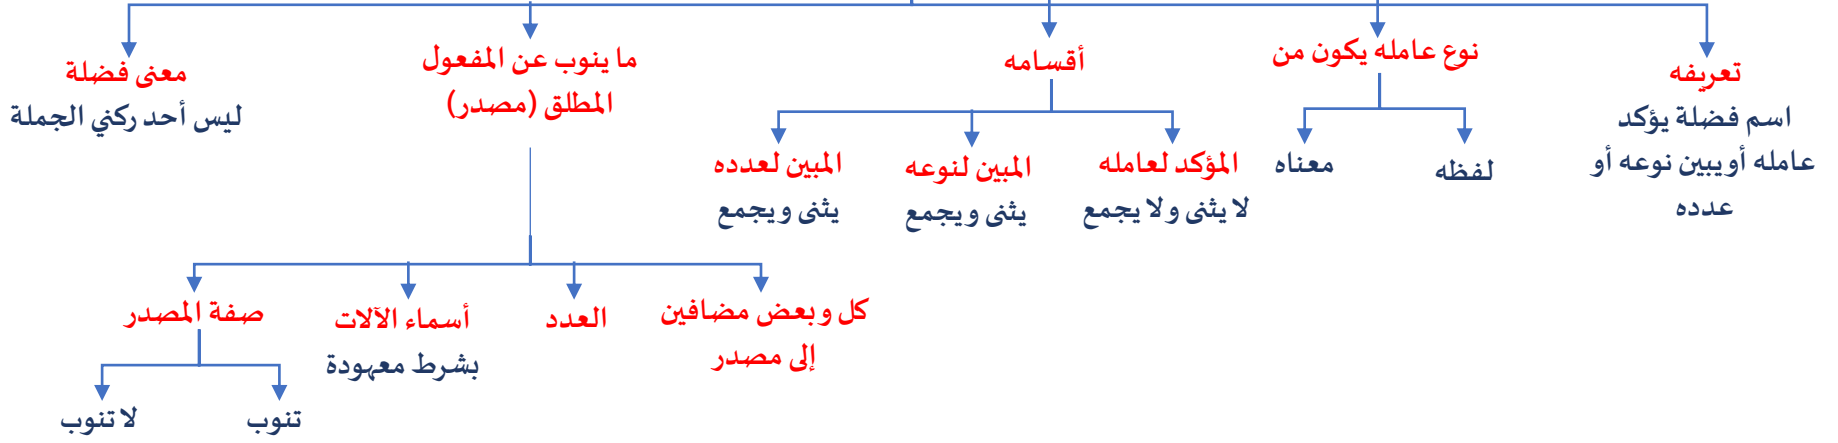 تعريفه
اسم فضلة يؤكد
عامله أو يبين نوعه أو
عدده
نوع عامله يكون من
لفظه
معناه
أقسامه
المؤكد لعامله
لا يثنى ولا يجمع
المبين لنوعه
يثنى ويجمع
المبين لعدده
يثنى ويجمع
ما ينوب عن المفعول
المطلق (مصدر)
كل وبعض مضافين
إلى مصدر
العدد
أسماء الآلات
بشرط معهودة
صفة المصدر
تنوب
لا تنوب
معنى فضلة
ليس أحد ركني الجملة